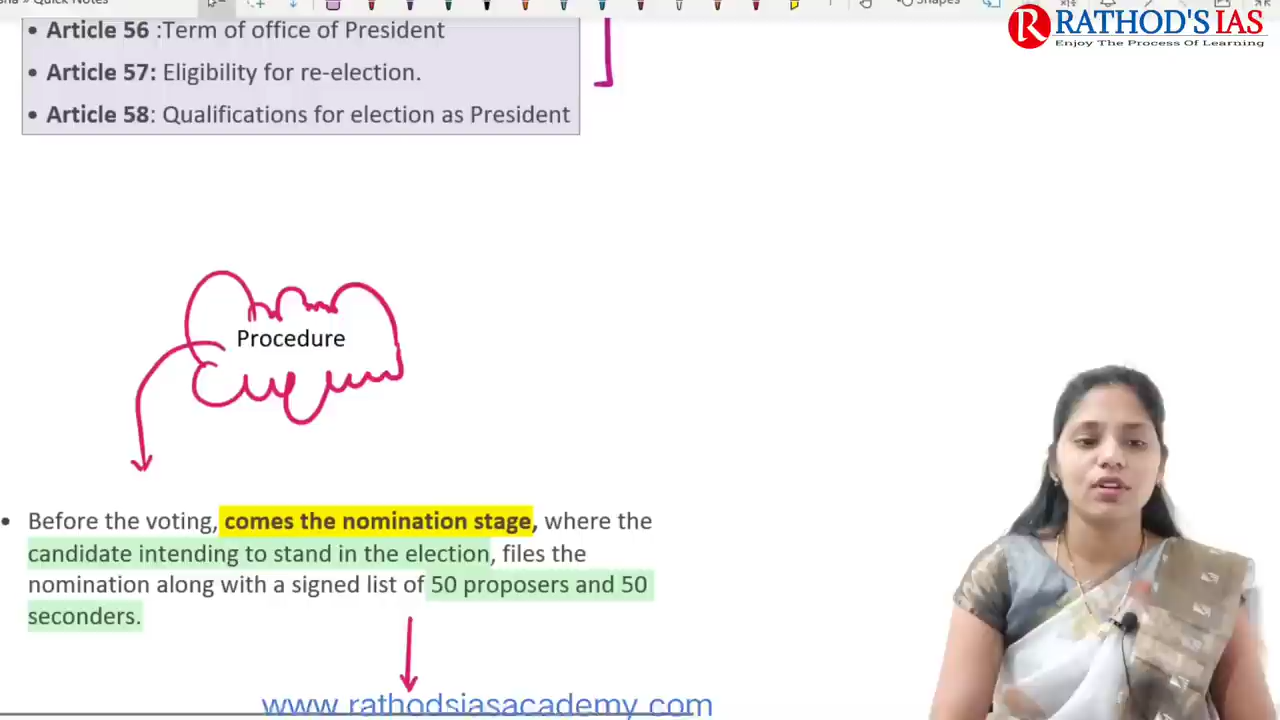 Quick Notes
Shapes
RATHOD'S IAS
Enjoy The Process Of Learning
• Article 56 :Term of office of President
• Article 57: Eligibility for re-election.
• Article 58: Qualifications for election as President
Procedure
• Before the voting, comes the nomination stage, where the
candidate intending to stand in the election, files the
nomination along with a signed list of 50 proposers and 50
seconders.
www.rathodsiasacademy.com